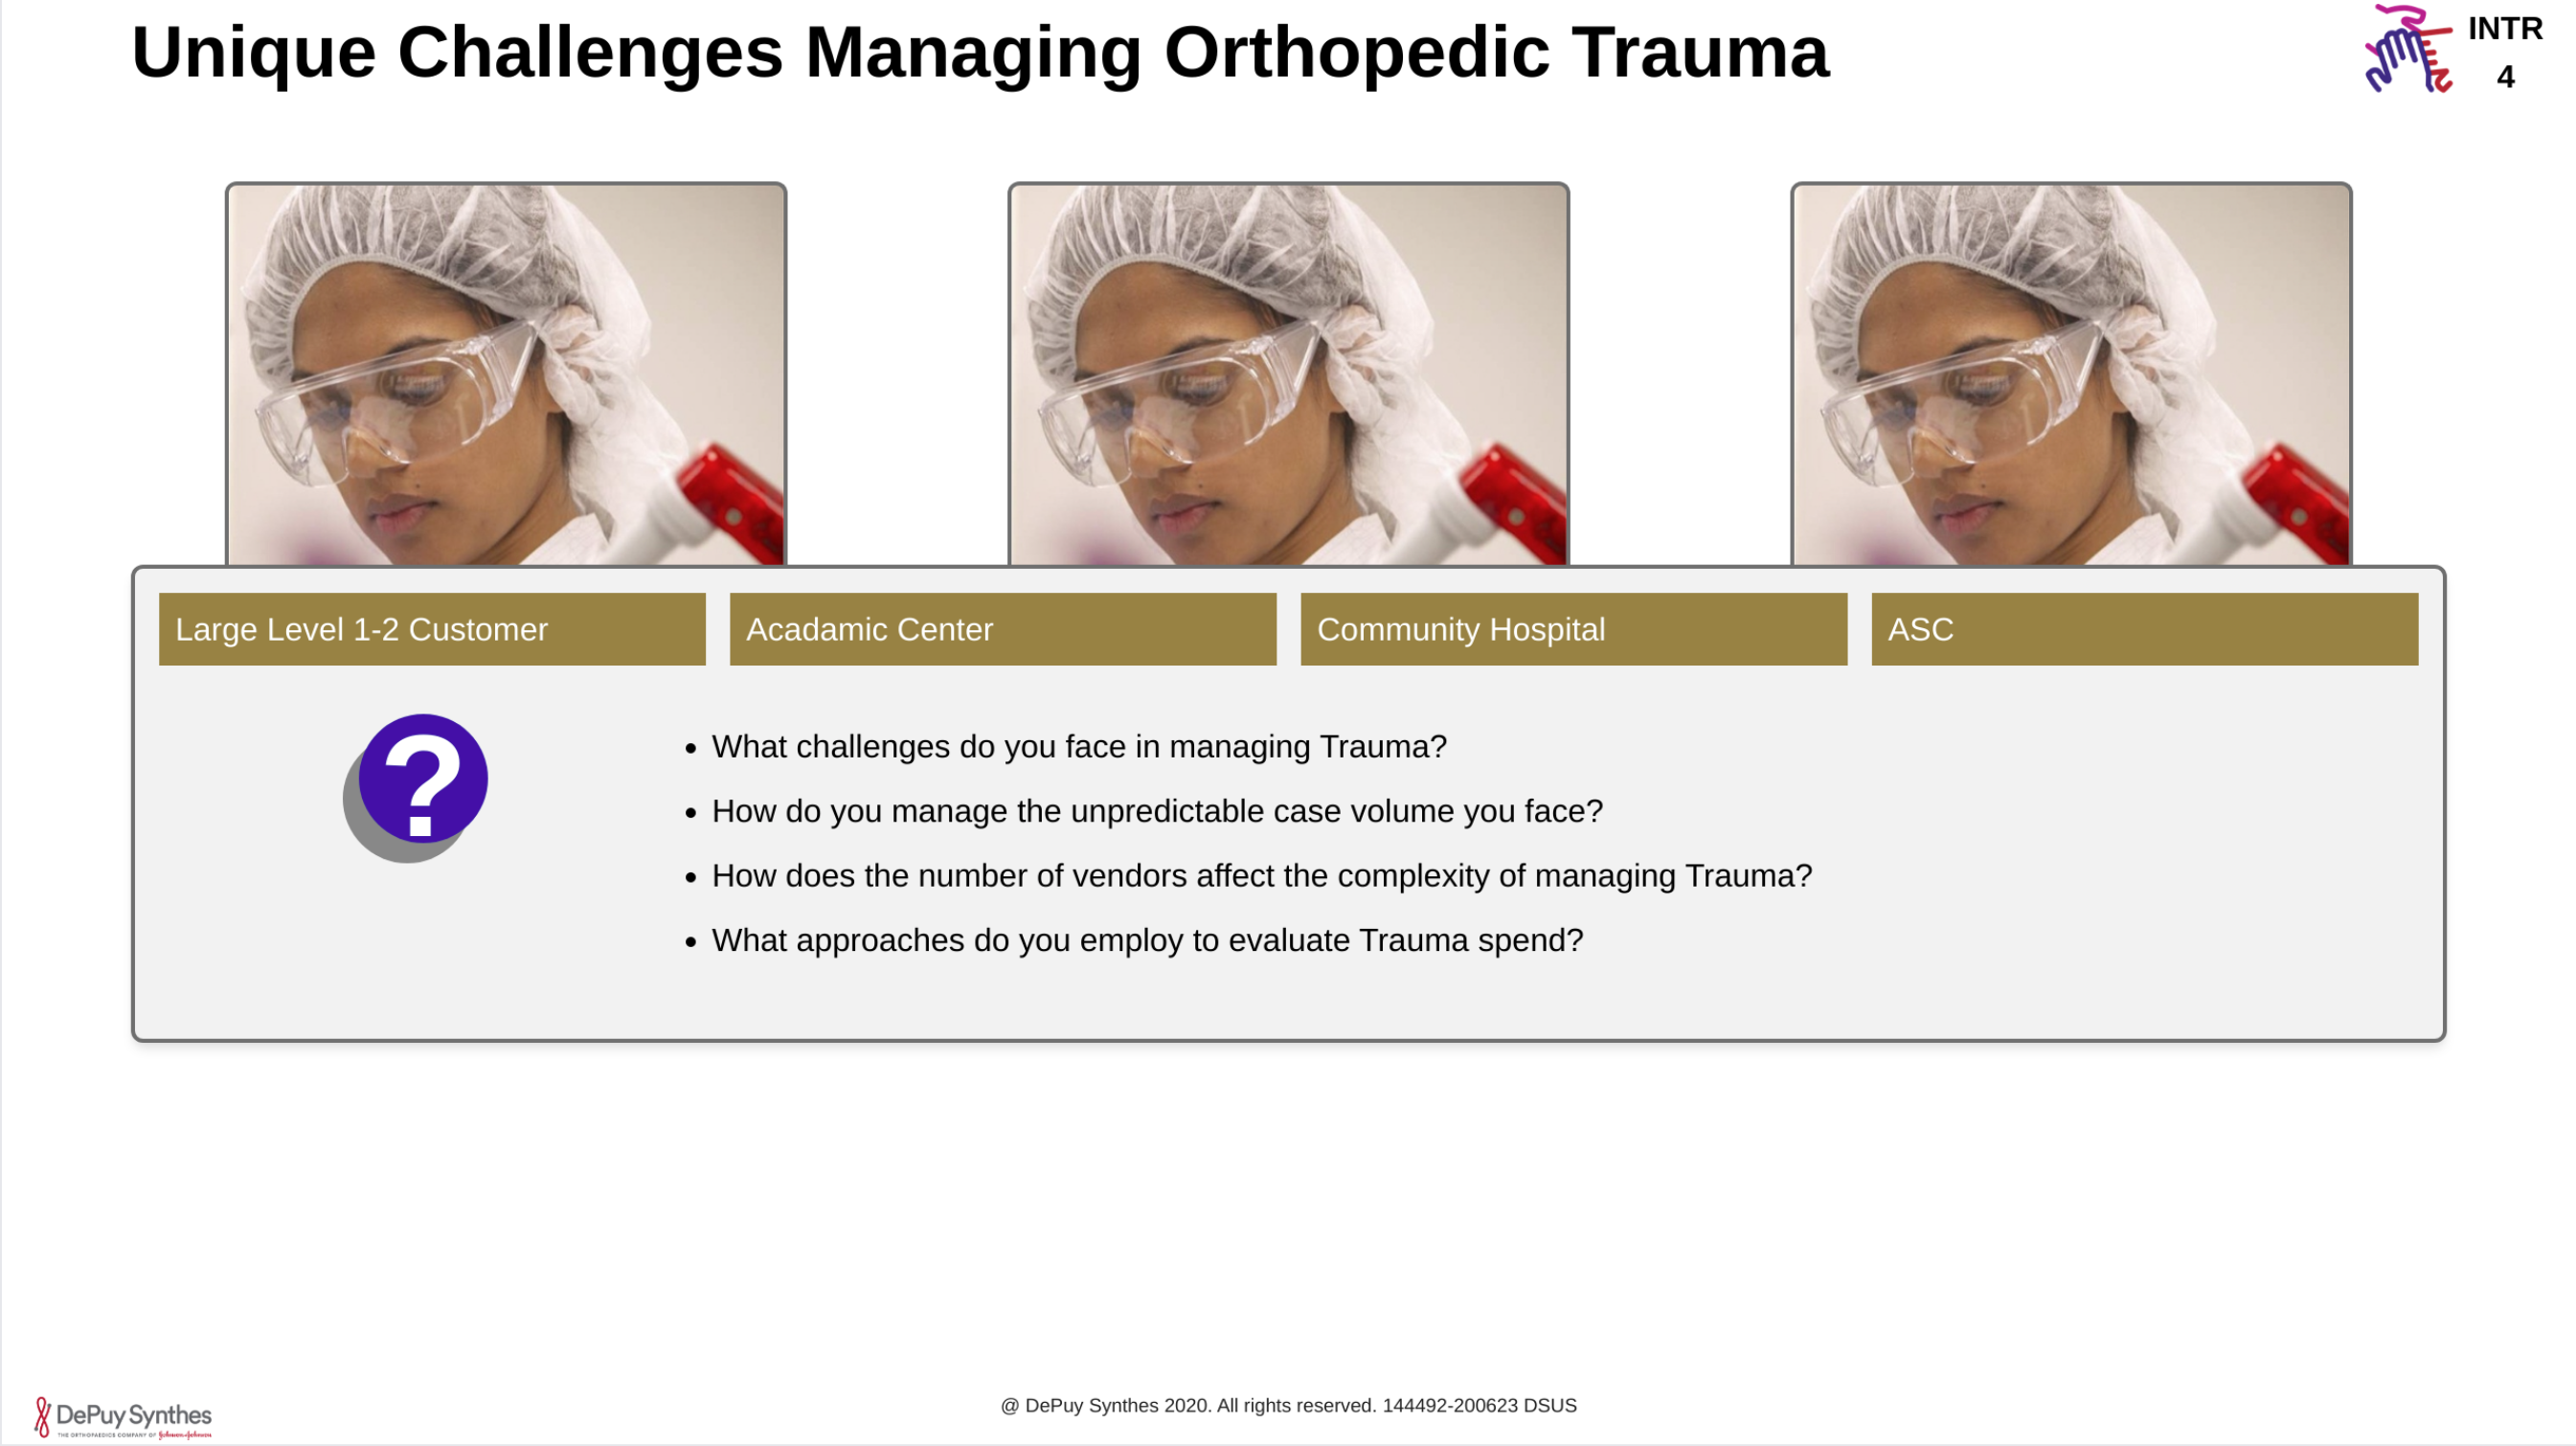 Unique Challenges Managing Orthopedic Trauma
INTR
4
Large Level 1-2 Customer
Acadamic Center
Community Hospital
ASC
?
• What challenges do you face in managing Trauma?
• How do you manage the unpredictable case volume you face?
• How does the number of vendors affect the complexity of managing Trauma?
• What approaches do you employ to evaluate Trauma spend?
DePuy Synthes
THE ORTHOPAEDICS COMPANY OF Johnson & Johnson
@ DePuy Synthes 2020. All rights reserved. 144492-200623 DSUS